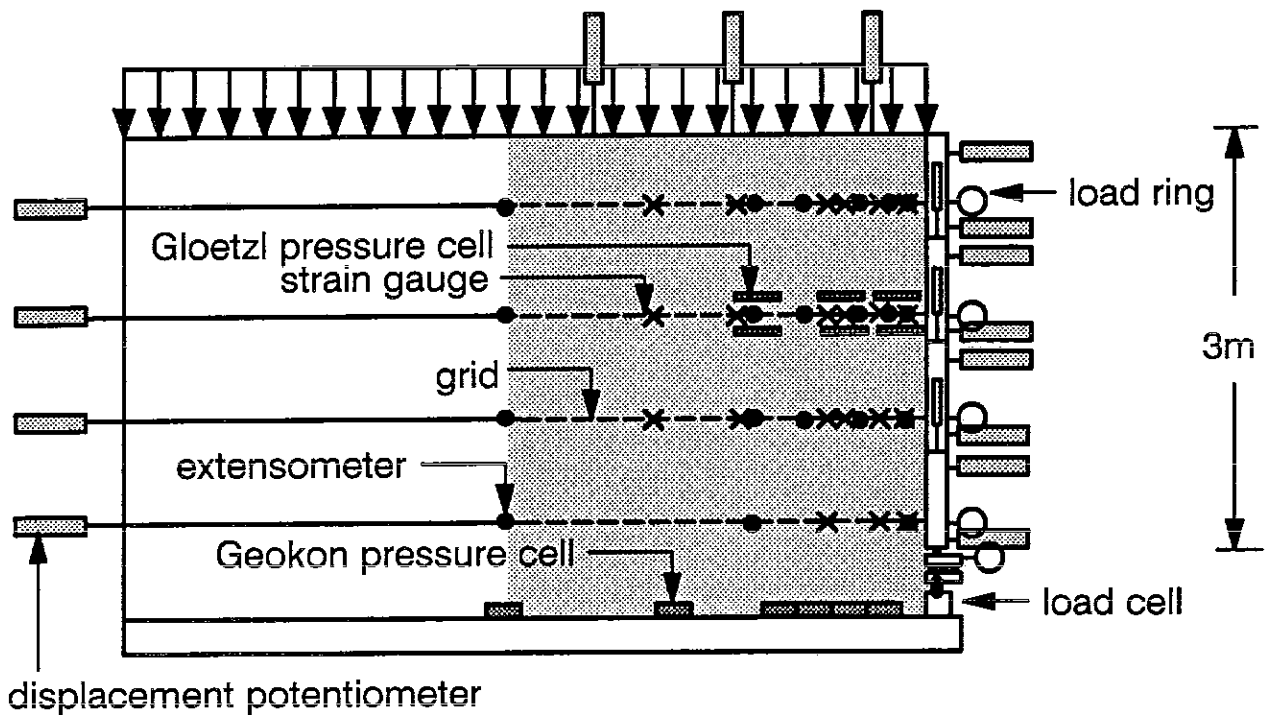 load ring
Gloetzl pressure cell
strain gauge
3m
grid
extensometer
Geokon pressure cell
load cell
displacement potentiometer